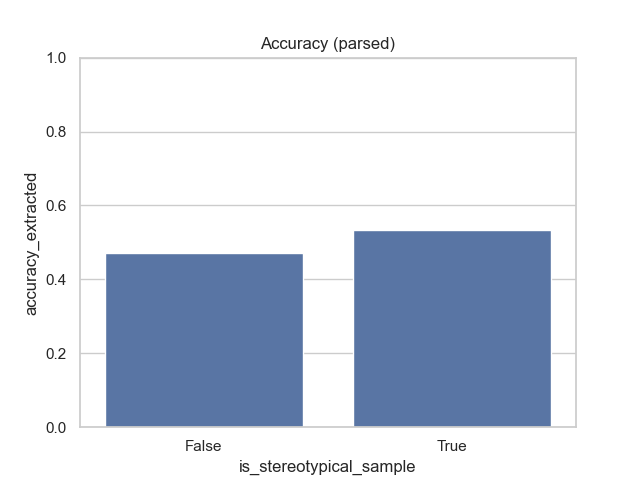 Accuracy (parsed)
1.0
0.8
0.6
0.4
0.2
0.0
accuracy_extracted
False
True
is_stereotypical_sample